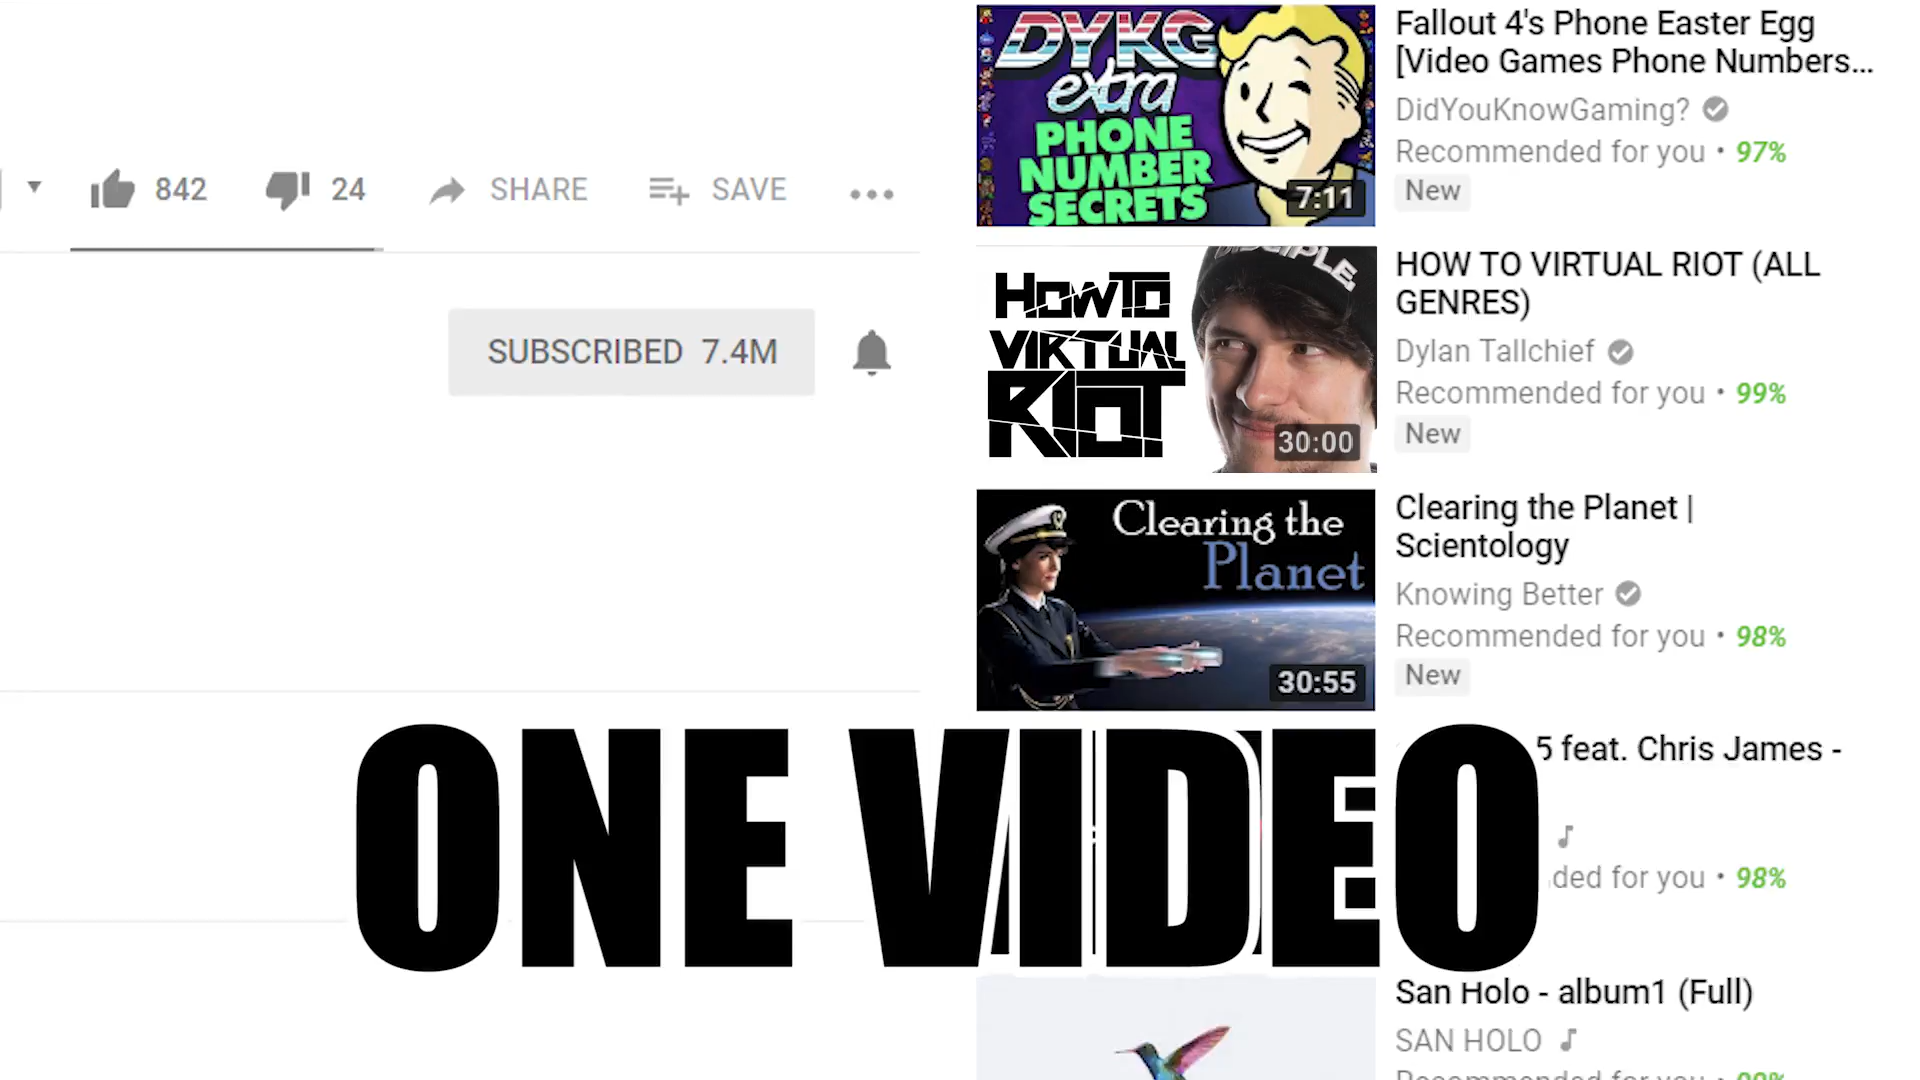 842
24
SHARE
SAVE
SUBSCRIBED 7.4M
DYKG
extra
PHONE
NUMBER
SECRETS
7:11
Fallout 4's Phone Easter Egg
[Video Games Phone Numbers...
DidYouKnowGaming?
Recommended for you • 97%
New
HOW TO
VIRTUAL
RIOT
DISCIPLE.
30:00
HOW TO VIRTUAL RIOT (ALL
GENRES)
Dylan Tallchief
Recommended for you • 99%
New
Clearing the
Planet
30:55
Clearing the Planet |
Scientology
Knowing Better
Recommended for you • 98%
New
ONE VIDEO
5 feat. Chris James -
ded for you • 98%
San Holo - album1 (Full)
SAN HOLO
Recommended for you